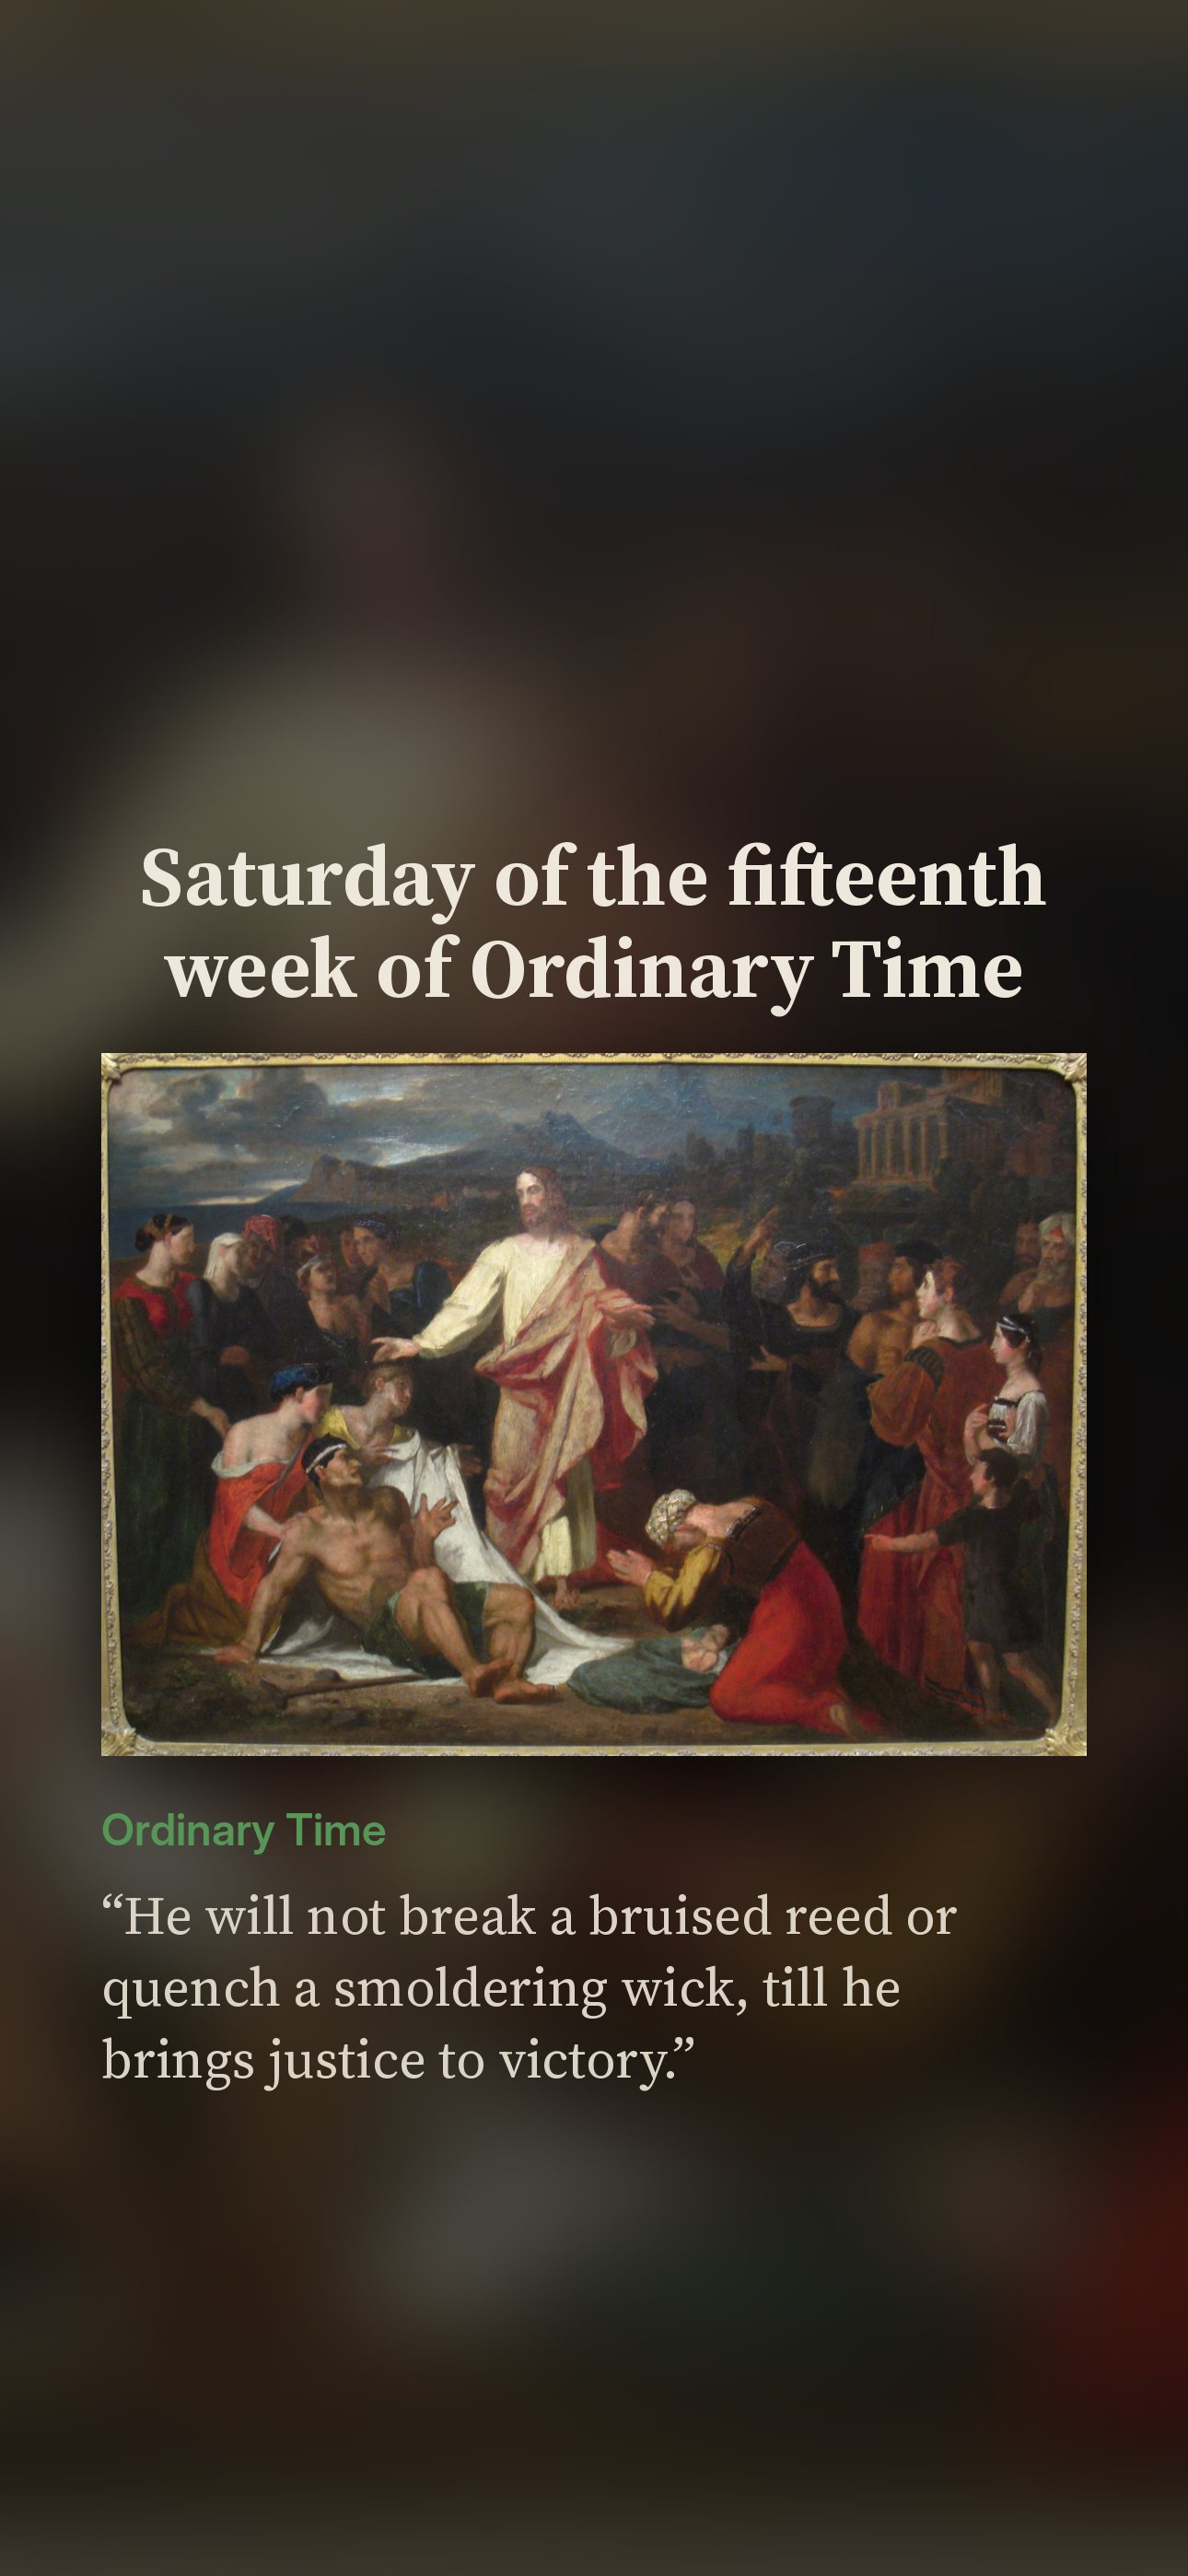 Saturday of the fifteenth
week of Ordinary Time
Ordinary Time
“He will not break a bruised reed or
quench a smoldering wick, till he
brings justice to victory.”